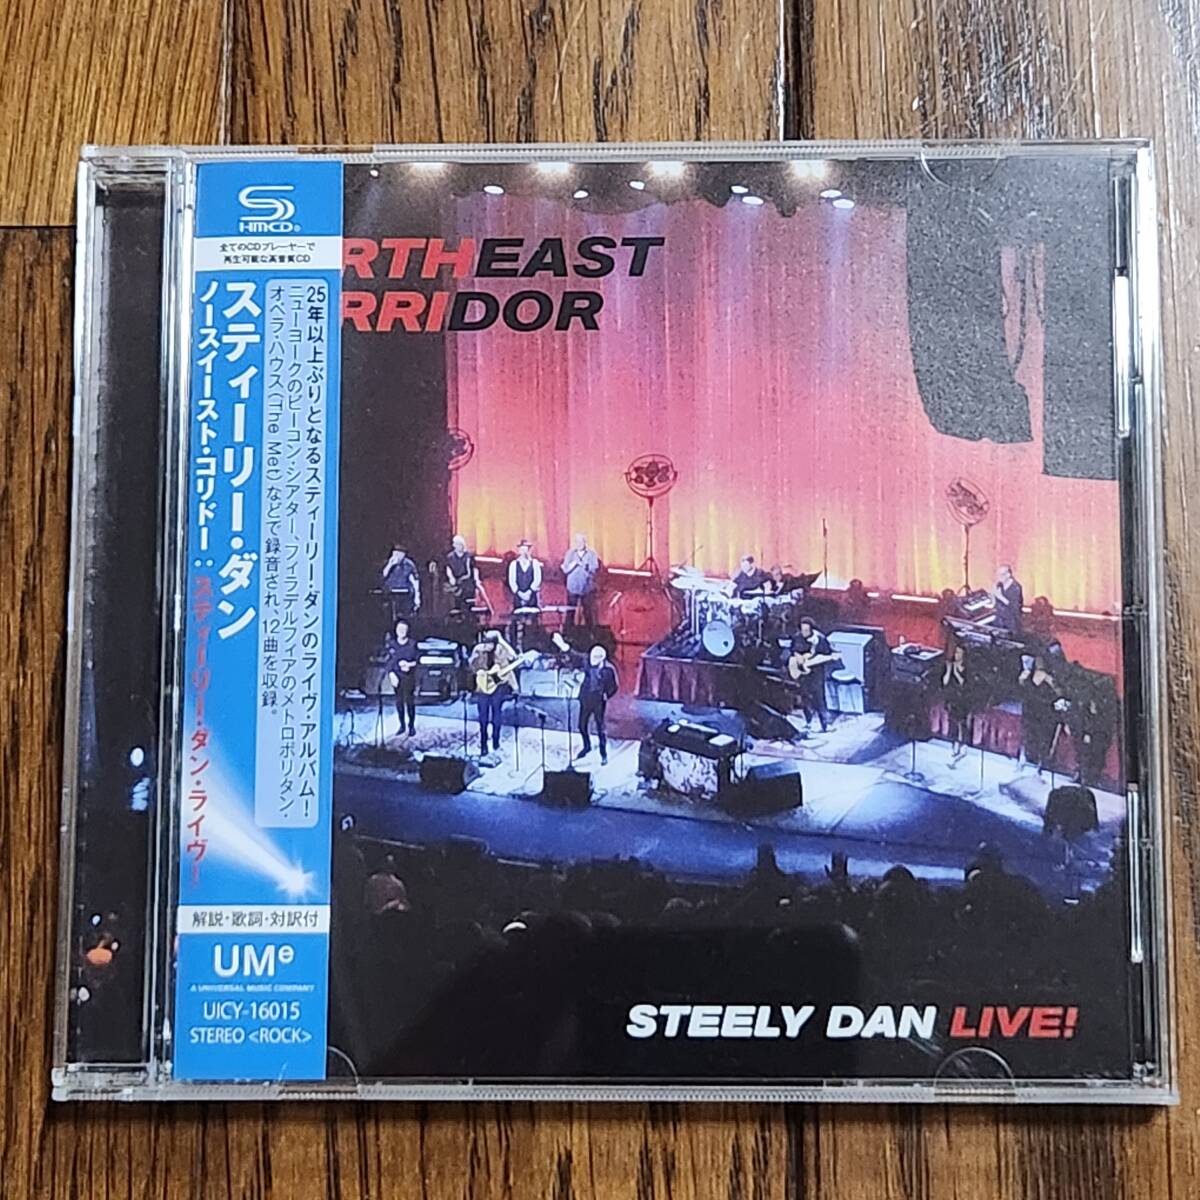 SHM-CD®
全てのCDプレーヤーで
再生可能な高音質CD
スティーリー・ダン
ノースイースト・コリドー:スティーリー・ダン・ライヴ!
25年以上ぶりとなるスティーリー・ダンのライヴ・アルバム!
ニューヨークのビーコン・シアター、フィラデルフィアのメトロポリタン・
オペラ・ハウス(The Met)などで録音され、12曲を収録。
解説・歌詞・対訳付
UMe
A UNIVERSAL MUSIC COMPANY
UICY-16015
STEREO <ROCK>
RTHEAST
RRIDOR
STEELY DAN LIVE!